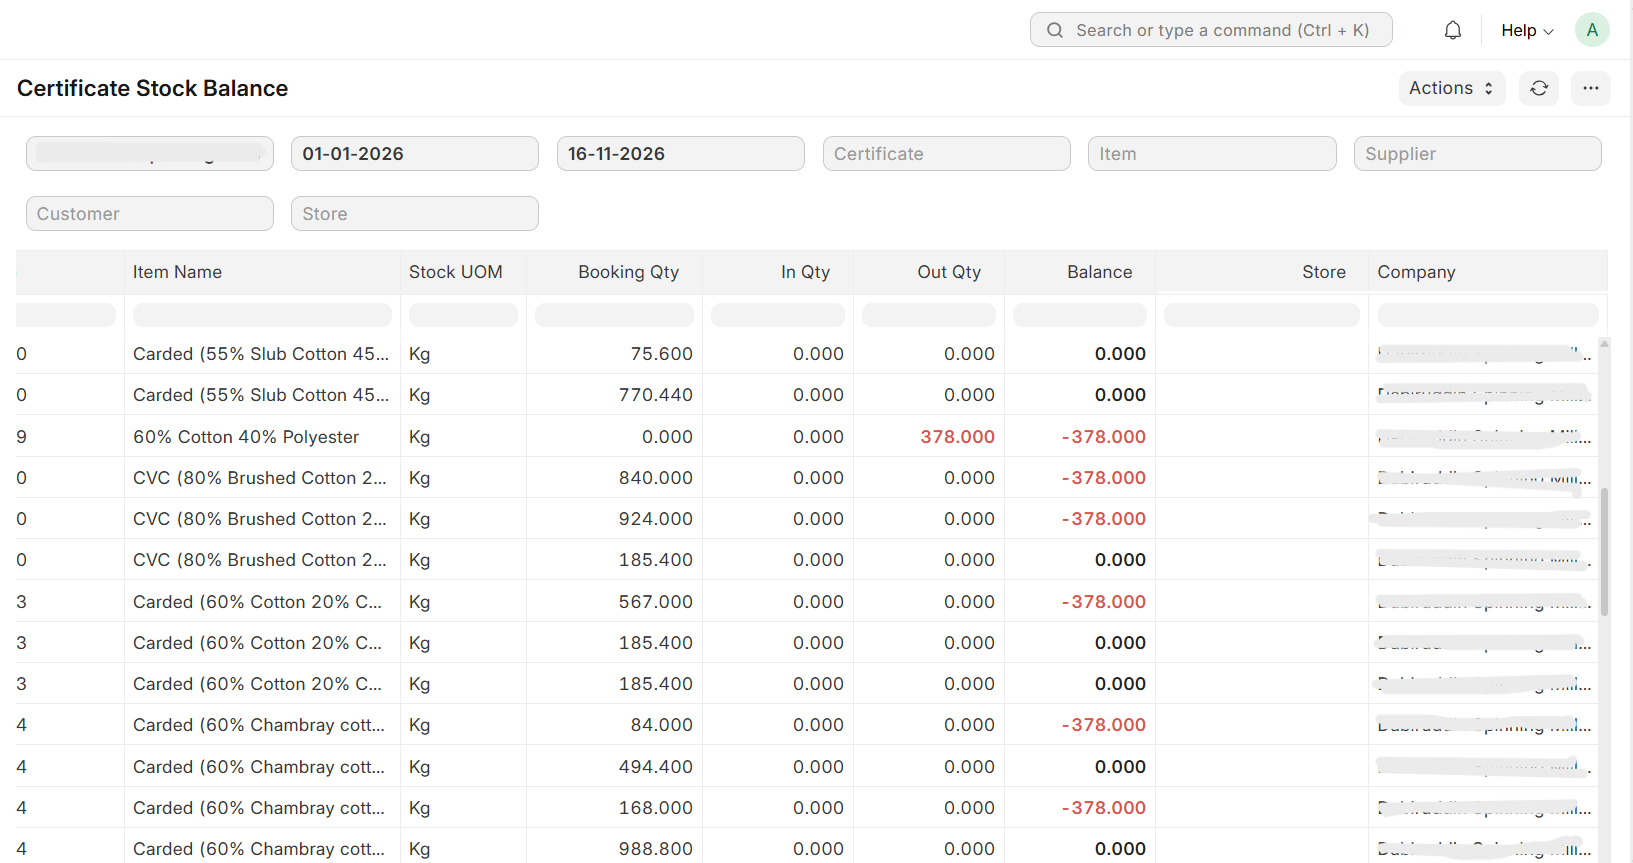 Search or type a command (Ctrl + K)
Help
A
Certificate Stock Balance
Actions
01-01-2026 16-11-2026 Certificate Item Supplier
Customer Store
Item Name Stock UOM Booking Qty In Qty Out Qty Balance Store Company
0 Carded (55% Slub Cotton 45... Kg 75.600 0.000 0.000 0.000
0 Carded (55% Slub Cotton 45... Kg 770.440 0.000 0.000 0.000
9 60% Cotton 40% Polyester Kg 0.000 0.000 378.000 -378.000
0 CVC (80% Brushed Cotton 2... Kg 840.000 0.000 0.000 -378.000
0 CVC (80% Brushed Cotton 2... Kg 924.000 0.000 0.000 -378.000
0 CVC (80% Brushed Cotton 2... Kg 185.400 0.000 0.000 0.000
3 Carded (60% Cotton 20% C... Kg 567.000 0.000 0.000 -378.000
3 Carded (60% Cotton 20% C... Kg 185.400 0.000 0.000 0.000
3 Carded (60% Cotton 20% C... Kg 185.400 0.000 0.000 0.000
4 Carded (60% Chambray cott... Kg 84.000 0.000 0.000 -378.000
4 Carded (60% Chambray cott... Kg 494.400 0.000 0.000 0.000
4 Carded (60% Chambray cott... Kg 168.000 0.000 0.000 -378.000
4 Carded (60% Chambray cott... Kg 988.800 0.000 0.000 0.000